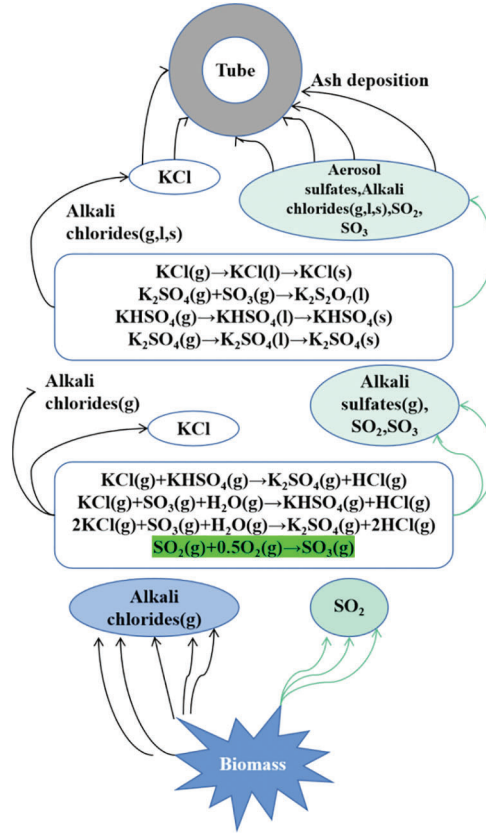 Tube
Ash deposition
KCl
Aerosol
sulfates,Alkali
chlorides(g,l,s),SO₂,
SO₃
Alkali
chlorides(g,l,s)
KCl(g)→KCl(l)→KCl(s)
K₂SO₄(g)+SO₃(g)→K₂S₂O₇(l)
KHSO₄(g)→KHSO₄(l)→KHSO₄(s)
K₂SO₄(g)→K₂SO₄(l)→K₂SO₄(s)
Alkali
chlorides(g)
KCl
Alkali
sulfates(g),
SO₂,SO₃
KCl(g)+KHSO₄(g)→K₂SO₄(g)+HCl(g)
KCl(g)+SO₃(g)+H₂O(g)→KHSO₄(g)+HCl(g)
2KCl(g)+SO₃(g)+H₂O(g)→K₂SO₄(g)+2HCl(g)
SO₂(g)+0.5O₂(g)→SO₃(g)
Alkali
chlorides(g)
SO₂
Biomass